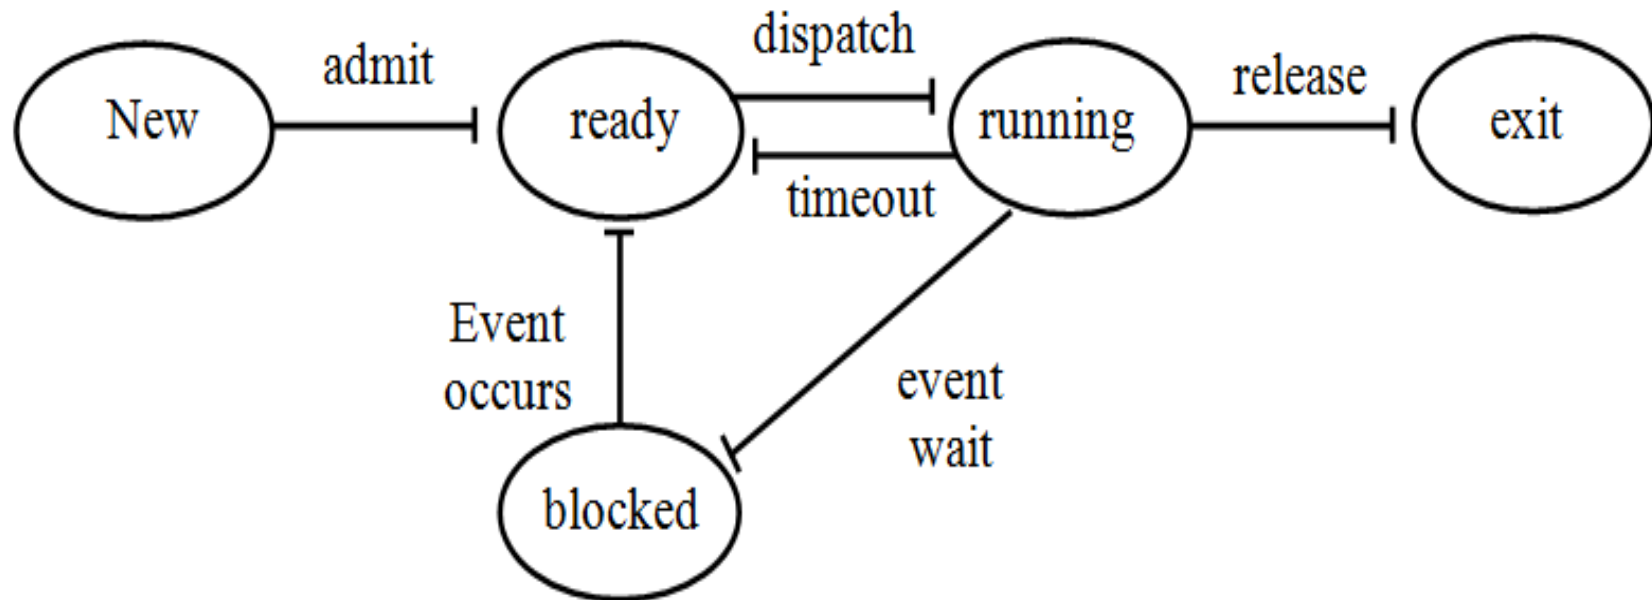 admit
dispatch
release
New
ready
running
exit
timeout
Event
occurs
event
wait
blocked